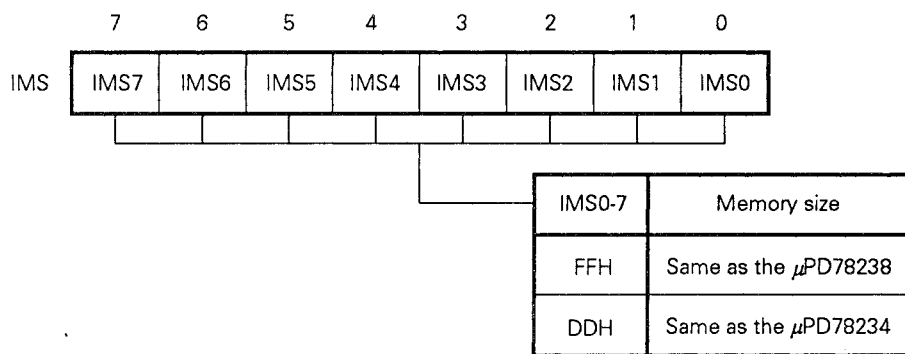 7 6 5 4 3 2 1 0
IMS IMS7 IMS6 IMS5 IMS4 IMS3 IMS2 IMS1 IMS0
IMS0-7 Memory size
FFH Same as the μPD78238
DDH Same as the μPD78234